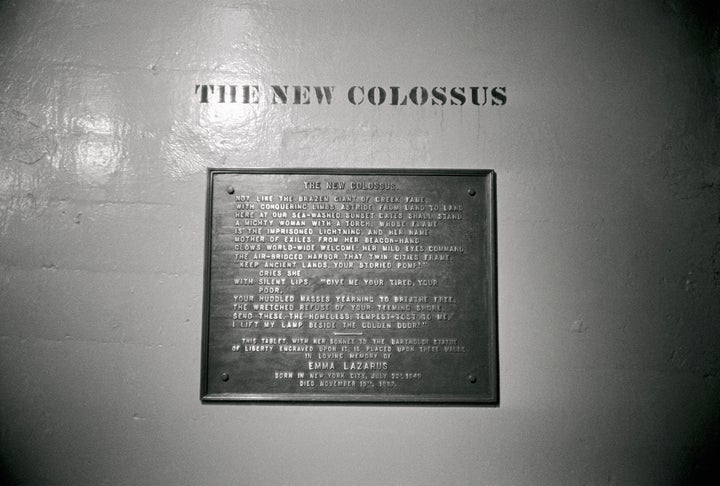 THE NEW COLOSSUS
THE NEW COLOSSUS.
NOT LIKE THE BRAZEN GIANT OF GREEK FAME,
WITH CONQUERING LIMBS ASTRIDE FROM LAND TO LAND;
HERE AT OUR SEA-WASHED SUNSET GATES SHALL STAND
A MIGHTY WOMAN WITH A TORCH, WHOSE FLAME
IS THE IMPRISONED LIGHTNING, AND HER NAME
MOTHER OF EXILES. FROM HER BEACON-HAND
GLOWS WORLD-WIDE WELCOME; HER MILD EYES COMMAND
THE AIR-BRIDGED HARBOR THAT TWIN CITIES FRAME.
"KEEP ANCIENT LANDS, YOUR STORIED POMP!"
CRIES SHE
WITH SILENT LIPS. "GIVE ME YOUR TIRED, YOUR
POOR,
YOUR HUDDLED MASSES YEARNING TO BREATHE FREE,
THE WRETCHED REFUSE OF YOUR TEEMING SHORE.
SEND THESE, THE HOMELESS, TEMPEST-TOST TO ME,
I LIFT MY LAMP BESIDE THE GOLDEN DOOR!"
THIS TABLET, WITH HER SONNET TO THE BARTHOLDI STATUE
OF LIBERTY ENGRAVED UPON IT, IS PLACED UPON THESE WALLS
IN LOVING MEMORY OF
EMMA LAZARUS
BORN IN NEW YORK CITY, JULY 22D, 1849
DIED NOVEMBER 19TH, 1887.